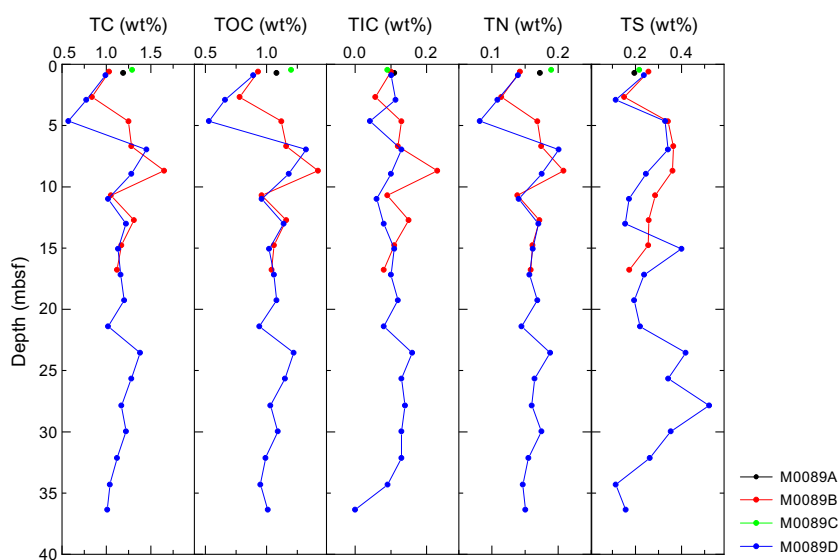 TC (wt%) TOC (wt%) TIC (wt%) TN (wt%) TS (wt%)
0.5 1.0 1.5 0.5 1.0 0.0 0.2 0.1 0.2 0.2 0.4
0
5
10
15
20
25
30
35
40
Depth (mbsf)
M0089A
M0089B
M0089C
M0089D